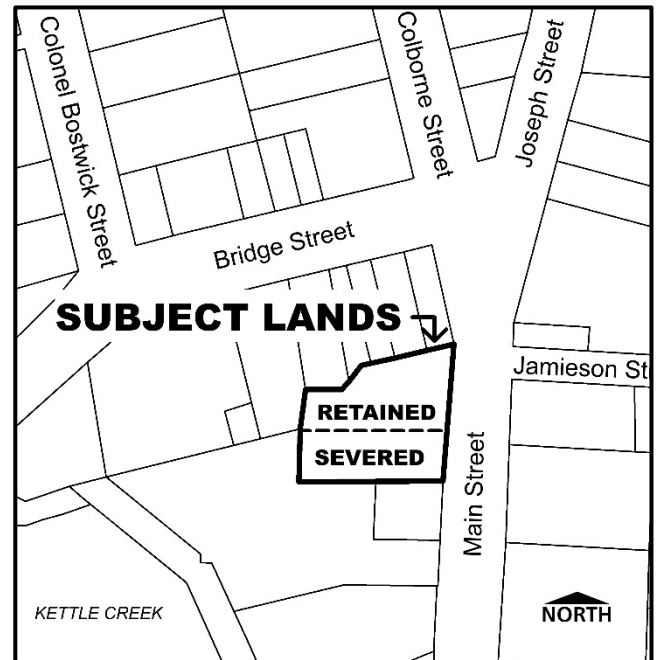 Colonel Bostwick Street
Colborne Street
Joseph Street
Bridge Street
SUBJECT LANDS
Jamieson St
RETAINED
SEVERED
Main Street
KETTLE CREEK
NORTH